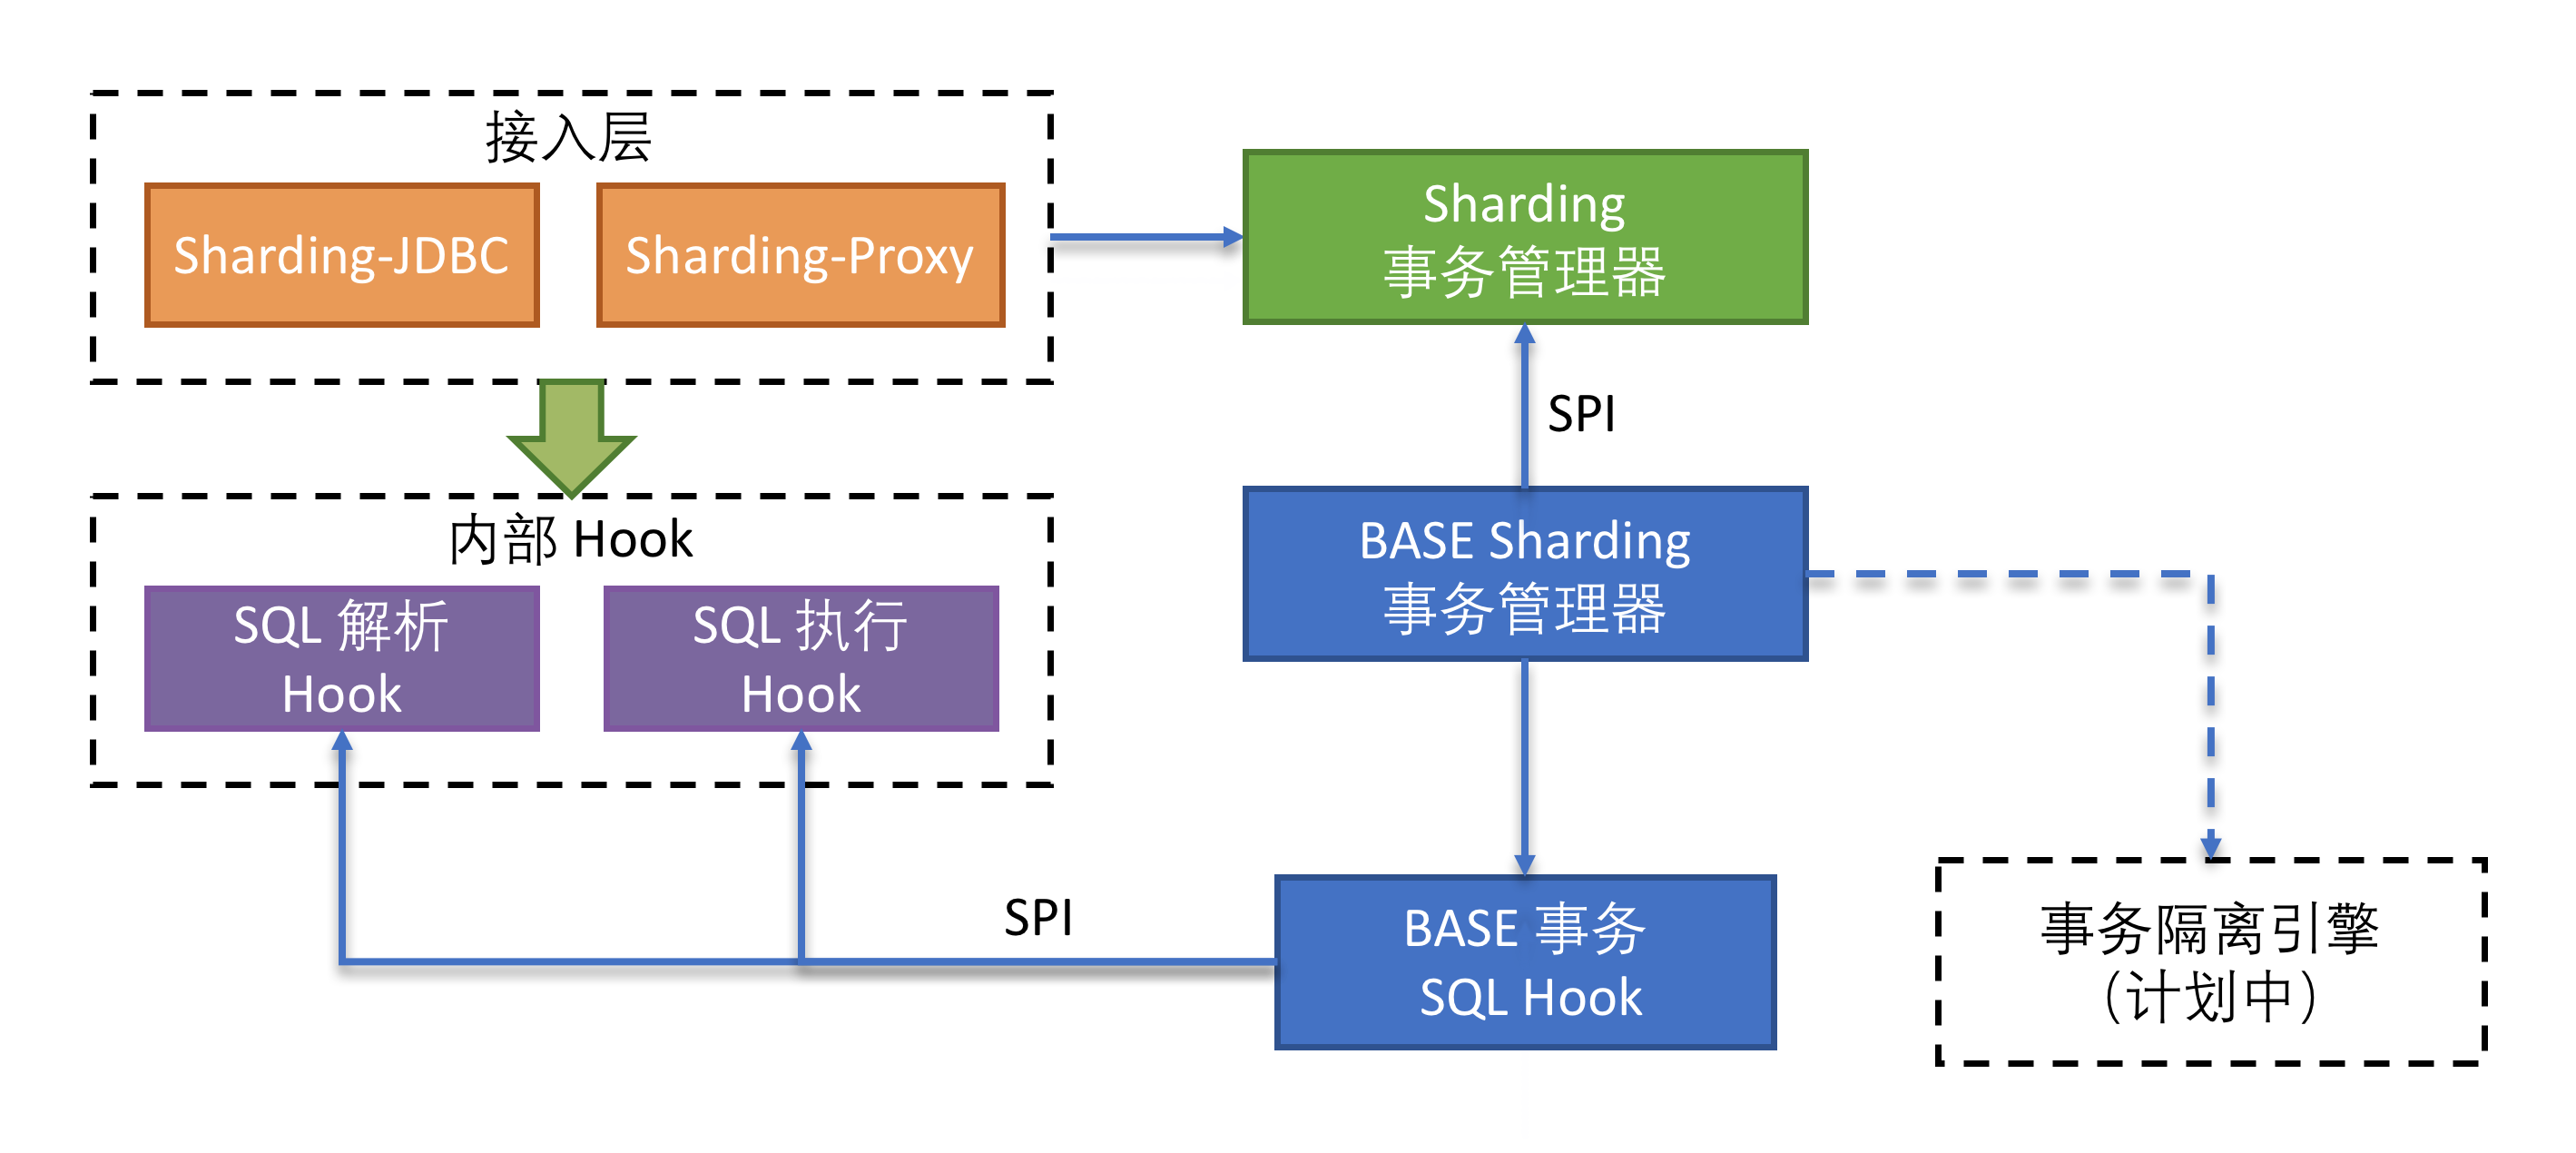 接入层
Sharding-JDBC
Sharding-Proxy
Sharding
事务管理器
SPI
内部 Hook
SQL 解析
Hook
SQL 执行
Hook
BASE Sharding
事务管理器
SPI
BASE 事务
SQL Hook
事务隔离引擎
(计划中)